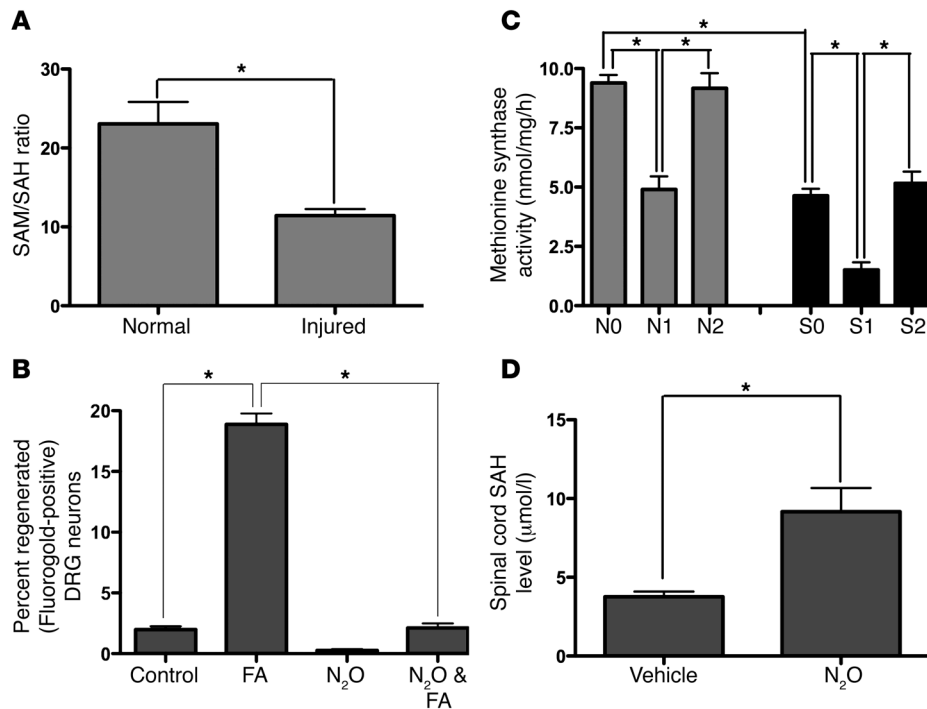 A
SAM/SAH ratio
30
20
10
0
*
Normal Injured
B
Percent regenerated
(Fluorogold-positive)
DRG neurons
20
15
10
5
0
* *
Control FA N₂O N₂O &
FA
C
Methionine synthase
activity (nmol/mg/h)
10.0
7.5
5.0
2.5
0.0
*
* * * *
N0 N1 N2 S0 S1 S2
D
Spinal cord SAH
level (μmol/l)
15
10
5
0
*
Vehicle N₂O